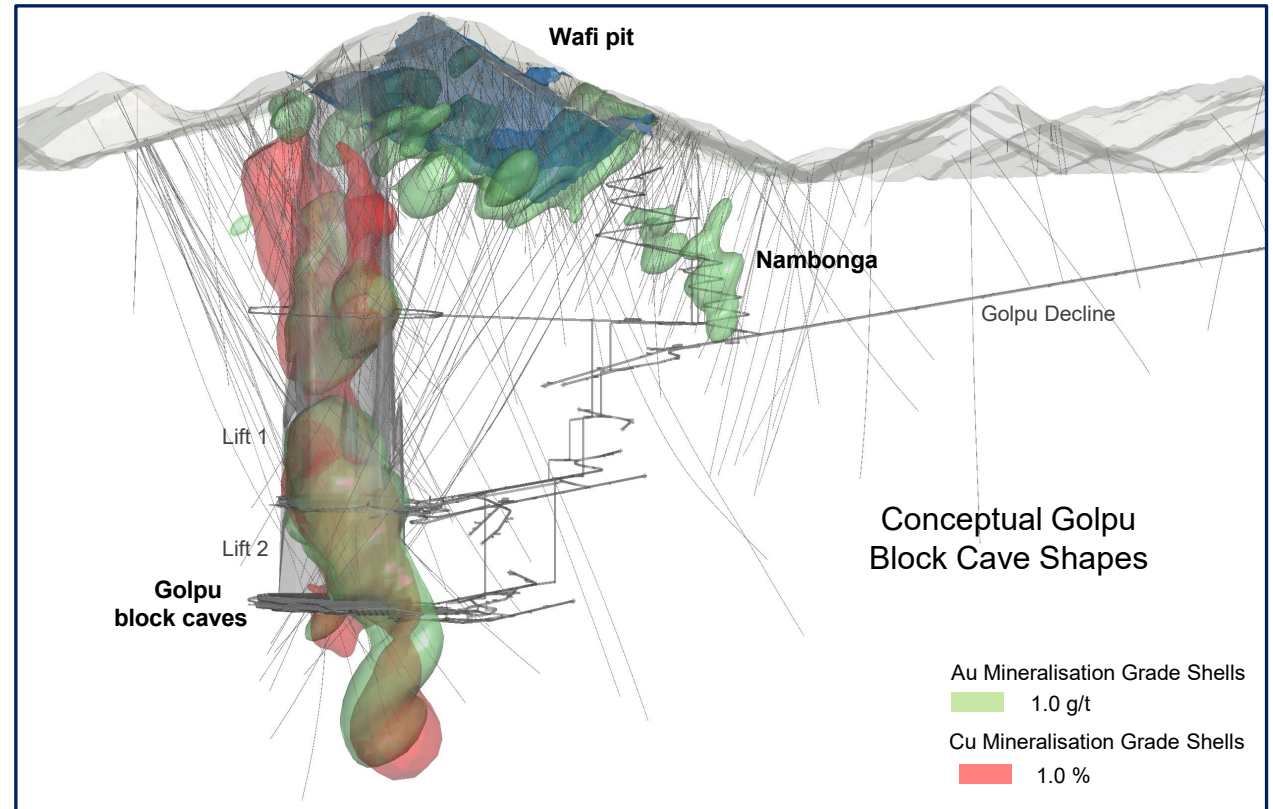 Wafi pit
Nambonga
Golpu Decline
Lift 1
Lift 2
Golpu
block caves
Conceptual Golpu
Block Cave Shapes
Au Mineralisation Grade Shells
1.0 g/t
Cu Mineralisation Grade Shells
1.0 %